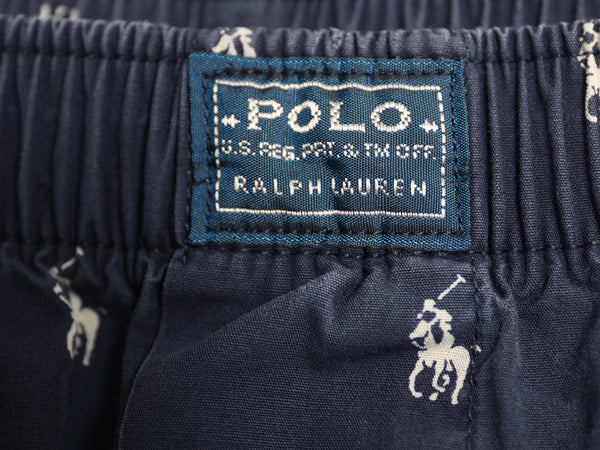 POLO
U.S. REG. PAT. & TM OFF.
RALPH LAUREN